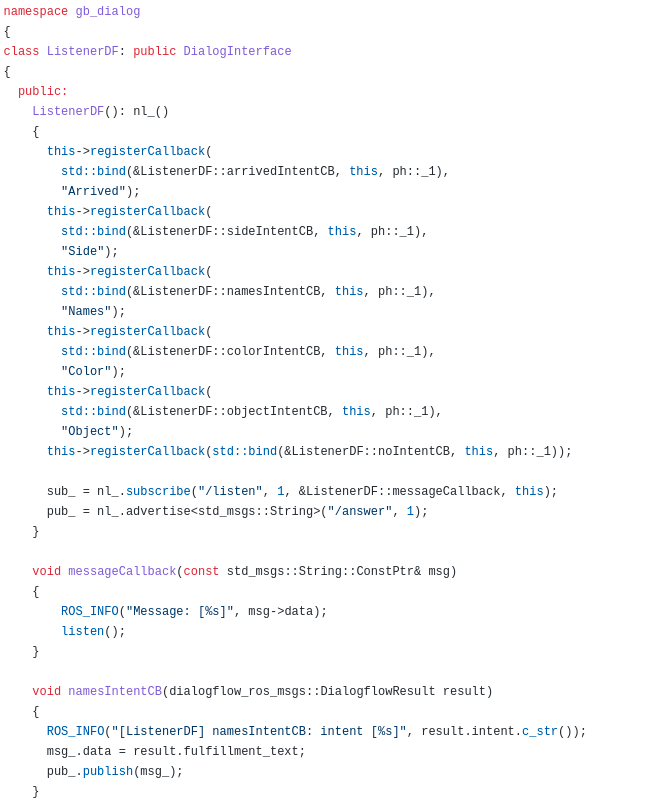 namespace gb_dialog
{
class ListenerDF: public DialogInterface
{
  public:
    ListenerDF(): nl_()
    {
      this->registerCallback(
        std::bind(&ListenerDF::arrivedIntentCB, this, ph::_1),
        "Arrived");
      this->registerCallback(
        std::bind(&ListenerDF::sideIntentCB, this, ph::_1),
        "Side");
      this->registerCallback(
        std::bind(&ListenerDF::namesIntentCB, this, ph::_1),
        "Names");
      this->registerCallback(
        std::bind(&ListenerDF::colorIntentCB, this, ph::_1),
        "Color");
      this->registerCallback(
        std::bind(&ListenerDF::objectIntentCB, this, ph::_1),
        "Object");
      this->registerCallback(std::bind(&ListenerDF::noIntentCB, this, ph::_1));

      sub_ = nl_.subscribe("/listen", 1, &ListenerDF::messageCallback, this);
      pub_ = nl_.advertise<std_msgs::String>("/answer", 1);
    }

    void messageCallback(const std_msgs::String::ConstPtr& msg)
    {
        ROS_INFO("Message: [%s]", msg->data);
        listen();
    }

    void namesIntentCB(dialogflow_ros_msgs::DialogflowResult result)
    {
      ROS_INFO("[ListenerDF] namesIntentCB: intent [%s]", result.intent.c_str());
      msg_.data = result.fulfillment_text;
      pub_.publish(msg_);
    }